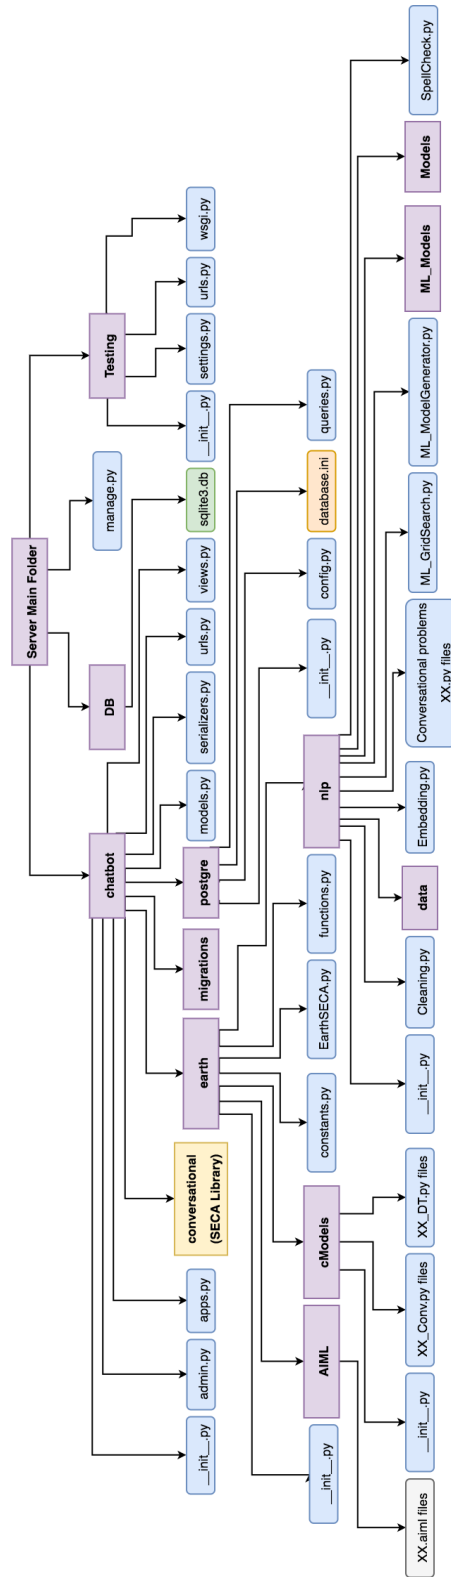 Server Main Folder
chatbot
DB
manage.py
Testing
__init__.py
admin.py
apps.py
conversational
(SECA Library)
earth
migrations
postgre
models.py
serializers.py
urls.py
views.py
sqlite3.db
__init__.py
settings.py
urls.py
wsgi.py
__init__.py
AIML
cModels
constants.py
EarthSECA.py
functions.py
nlp
__init__.py
config.py
database.ini
queries.py
XX.aiml files
__init__.py
XX_Conv.py files
XX_DT.py files
__init__.py
Cleaning.py
data
Embedding.py
Conversational problems
XX.py files
ML_GridSearch.py
ML_ModelGenerator.py
ML_Models
Models
SpellCheck.py